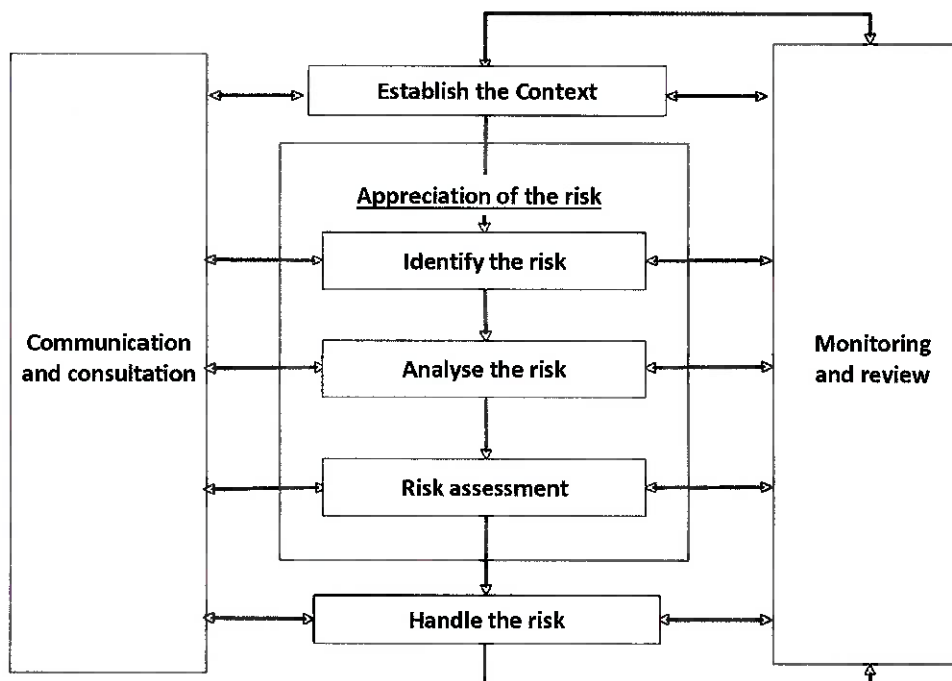 Establish the Context
Appreciation of the risk
Identify the risk
Communication
and consultation
Analyse the risk
Monitoring
and review
Risk assessment
Handle the risk